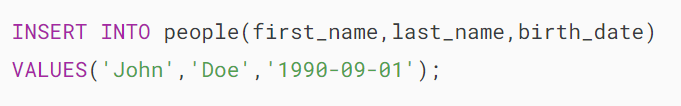 INSERT INTO people(first_name,last_name,birth_date)
VALUES('John','Doe','1990-09-01');